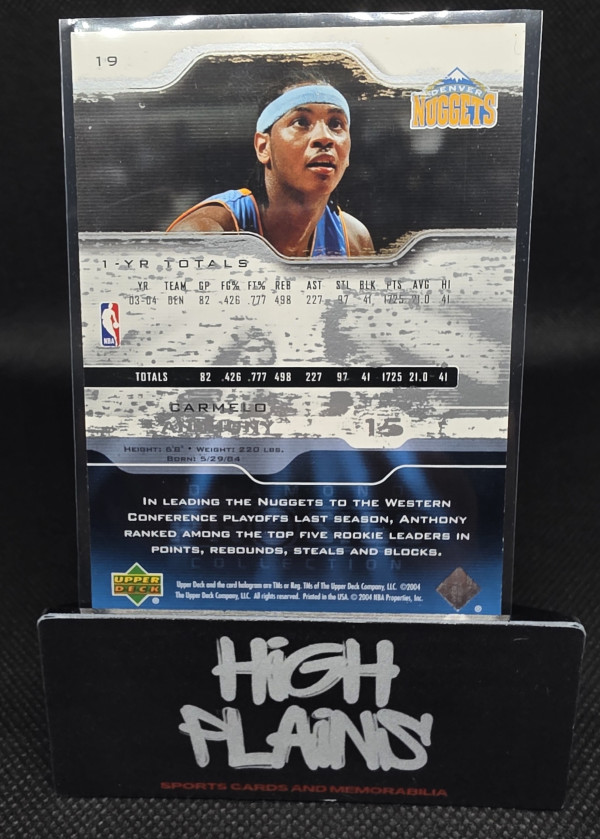 19
DENVER
NUGGETS
1-YR TOTALS
YR TEAM GP FG% FT% REB AST STL BLK PTS AVG HI
03-04 DEN 82 .426 .777 498 227 97 41 1725 21.0 41
NBA
TOTALS 82 .426 .777 498 227 97 41 1725 21.0 41
CARMELO
ANTHONY 15
HEIGHT: 6'8" • WEIGHT: 220 LBS.
BORN: 5/29/84
DIAMOND
IN LEADING THE NUGGETS TO THE WESTERN
CONFERENCE PLAYOFFS LAST SEASON, ANTHONY
RANKED AMONG THE TOP FIVE ROOKIE LEADERS IN
POINTS, REBOUNDS, STEALS AND BLOCKS.
COLLECTION
UPPER
DECK ®
Upper Deck and the card hologram are TMs or Reg. TMs of The Upper Deck Company, LLC. ©2004
The Upper Deck Company, LLC. All rights reserved. Printed in the USA. © 2004 NBA Properties, Inc.
®
HiGH
PLAiNS
SPORTS CARDS AND MEMORABILIA